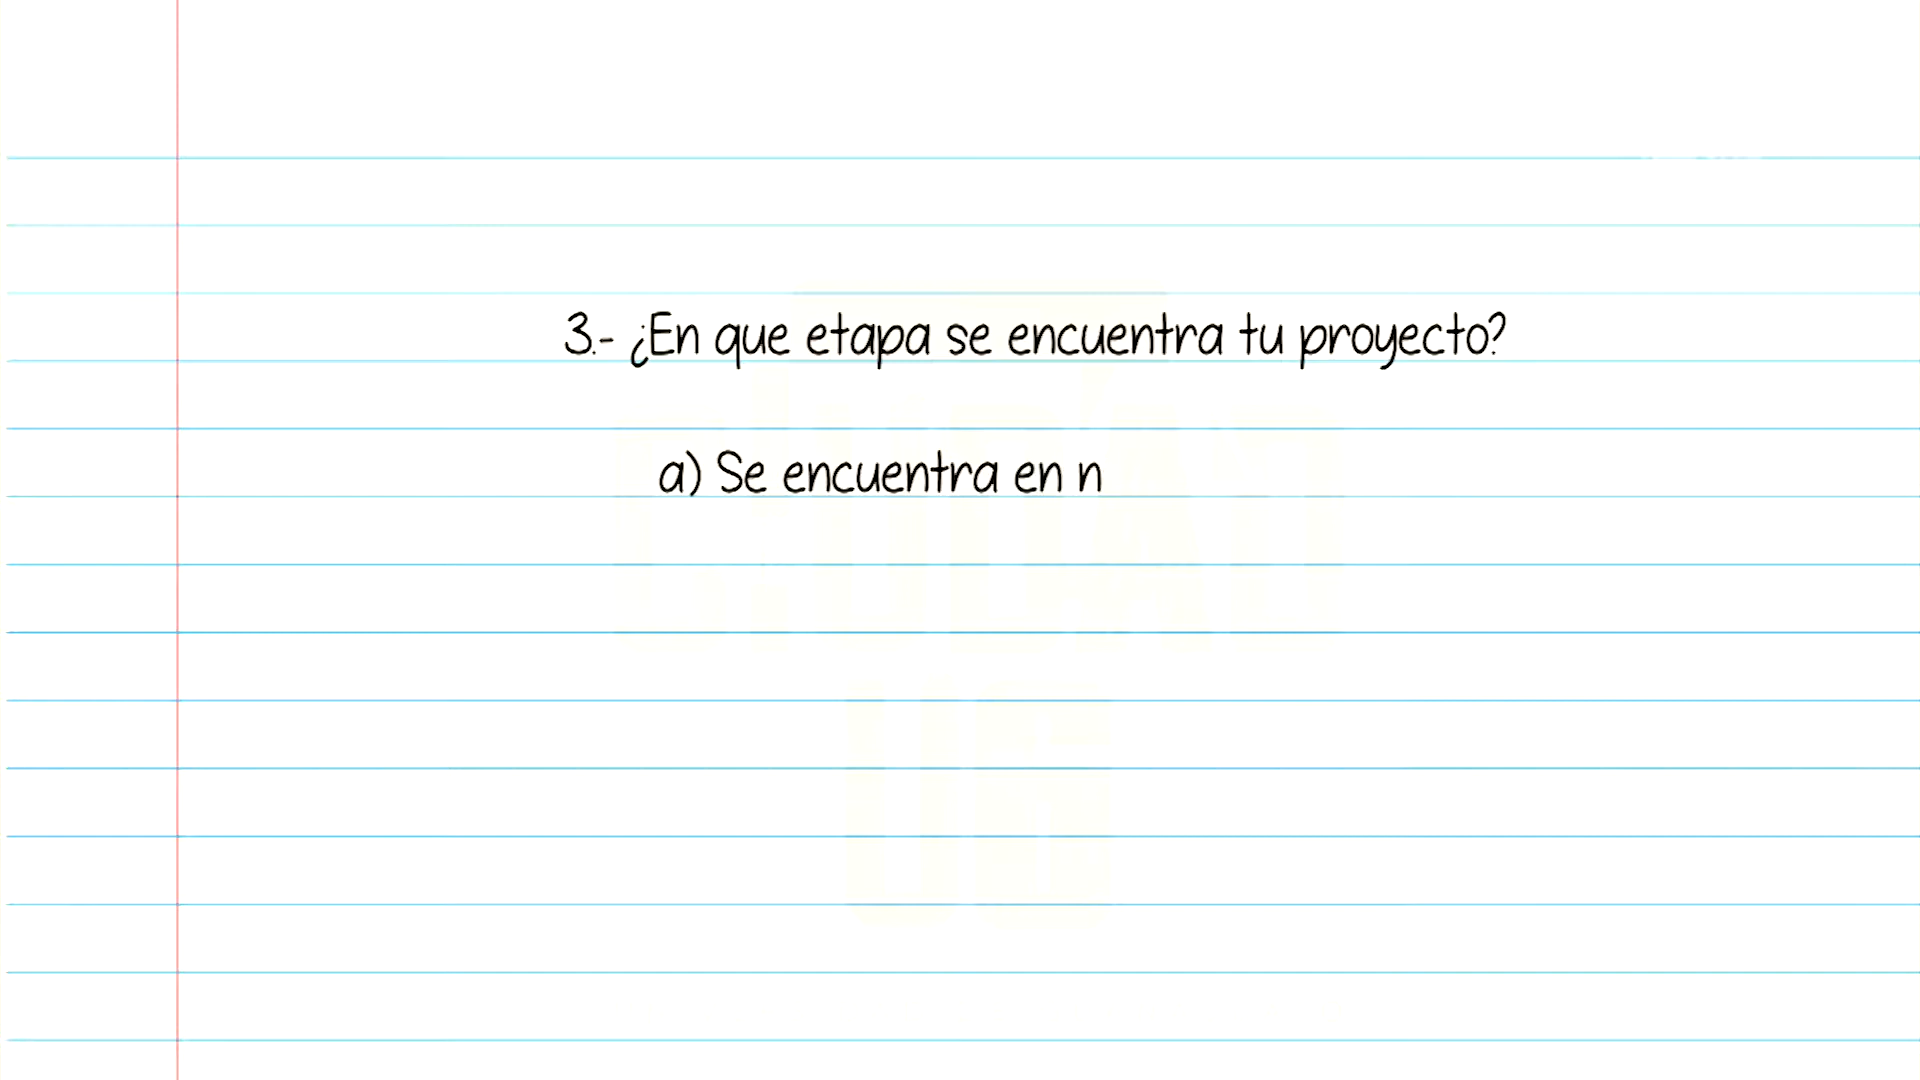 3.- ¿En que etapa se encuentra tu proyecto?
a) Se encuentra en n